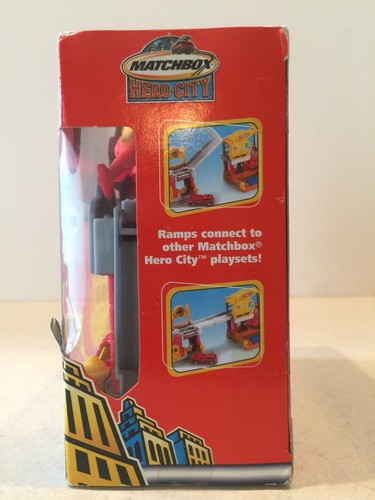 MATCHBOX®
HERO·CITY
Ramps connect to
other Matchbox®
Hero City™ playsets!